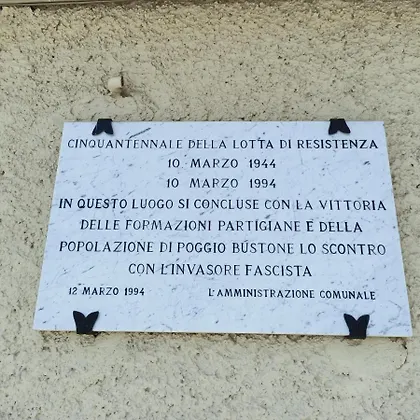 CINQUANTENNALE DELLA LOTTA DI RESISTENZA
10 MARZO 1944
10 MARZO 1994
IN QUESTO LUOGO SI CONCLUSE CON LA VITTORIA
DELLE FORMAZIONI PARTIGIANE E DELLA
POPOLAZIONE DI POGGIO BUSTONE LO SCONTRO
CON L'INVASORE FASCISTA
12 MARZO 1994 L'AMMINISTRAZIONE COMUNALE